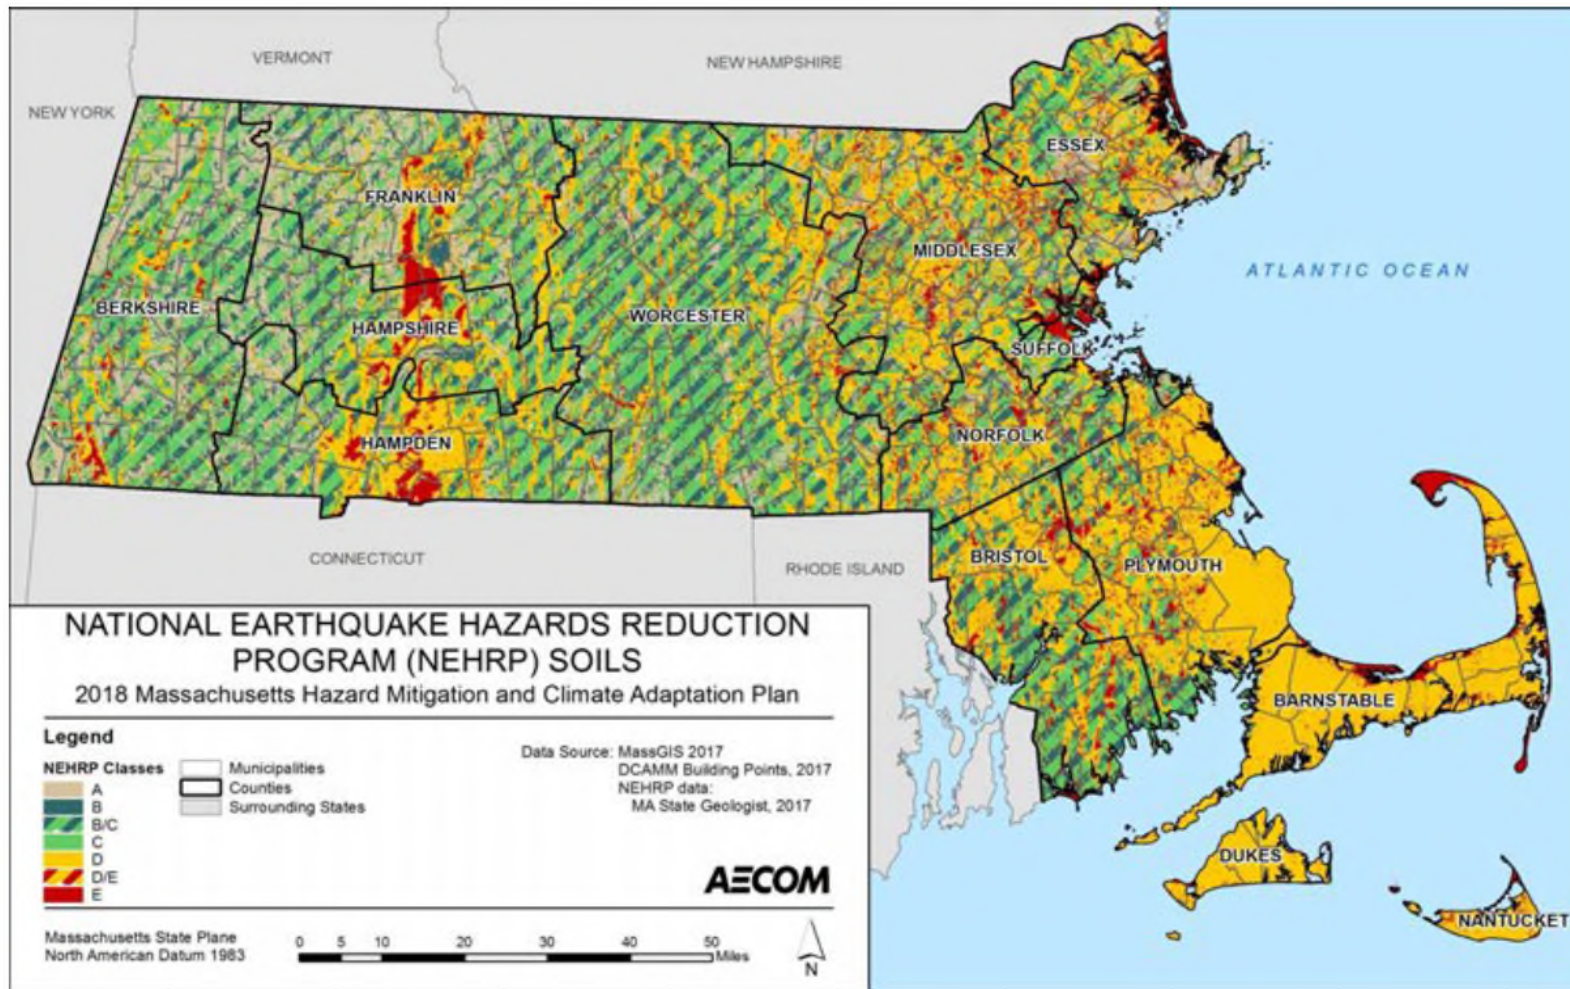 VERMONT
NEW HAMPSHIRE
NEW YORK
ESSEX
FRANKLIN
MIDDLESEX
ATLANTIC OCEAN
BERKSHIRE
HAMPSHIRE
WORCESTER
SUFFOLK
HAMPDEN
NORFOLK
CONNECTICUT
RHODE ISLAND
BRISTOL
PLYMOUTH
BARNSTABLE
DUKES
NANTUCKET
NATIONAL EARTHQUAKE HAZARDS REDUCTION
PROGRAM (NEHRP) SOILS
2018 Massachusetts Hazard Mitigation and Climate Adaptation Plan
Legend
NEHRP Classes
A
B
B/C
C
D
D/E
E
Municipalities
Counties
Surrounding States
Data Source: MassGIS 2017
DCAMM Building Points, 2017
NEHRP data:
MA State Geologist, 2017
AECOM
Massachusetts State Plane
North American Datum 1983
0 5 10 20 30 40 50
Miles
N